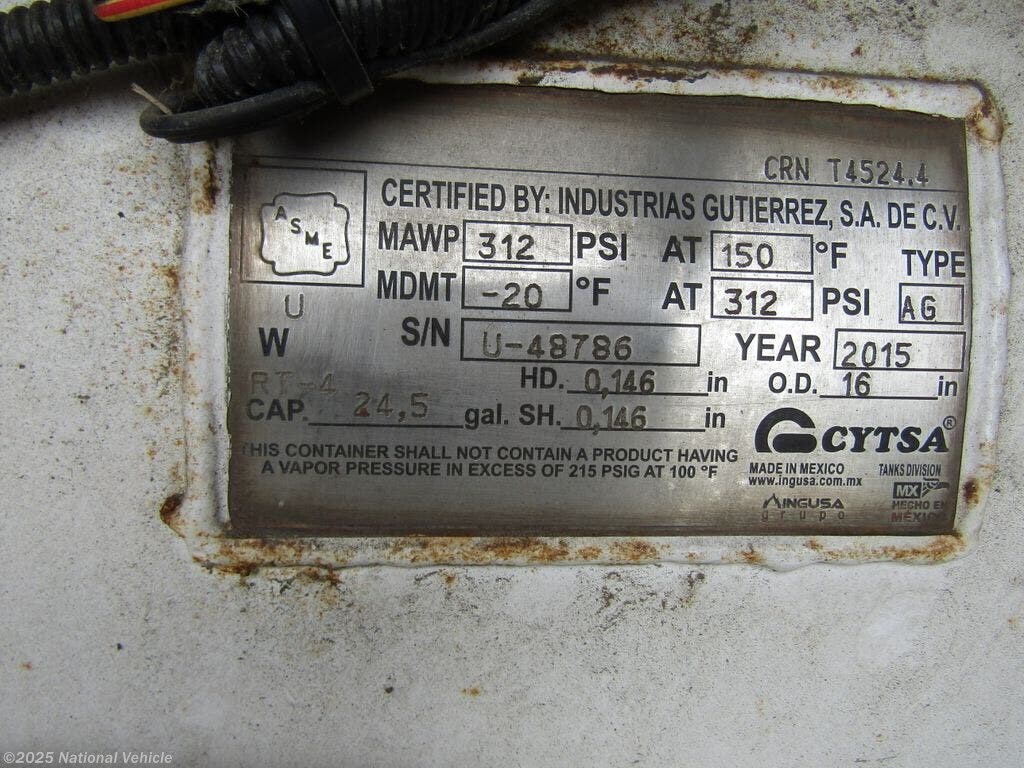 CRN T4524.4
ASME
CERTIFIED BY: INDUSTRIAS GUTIERREZ, S.A. DE C.V.
MAWP 312 PSI AT 150 °F TYPE
U MDMT -20 °F AT 312 PSI AG
W S/N U-48786 YEAR 2015
RT-4 HD. 0,146 in O.D. 16 in
CAP. 24,5 gal. SH. 0,146 in
CYTSA®
THIS CONTAINER SHALL NOT CONTAIN A PRODUCT HAVING
A VAPOR PRESSURE IN EXCESS OF 215 PSIG AT 100 °F
MADE IN MEXICO TANKS DIVISION
www.ingusa.com.mx
MX
INGUSA HECHO EN
grupo MÉXICO
©2025 National Vehicle